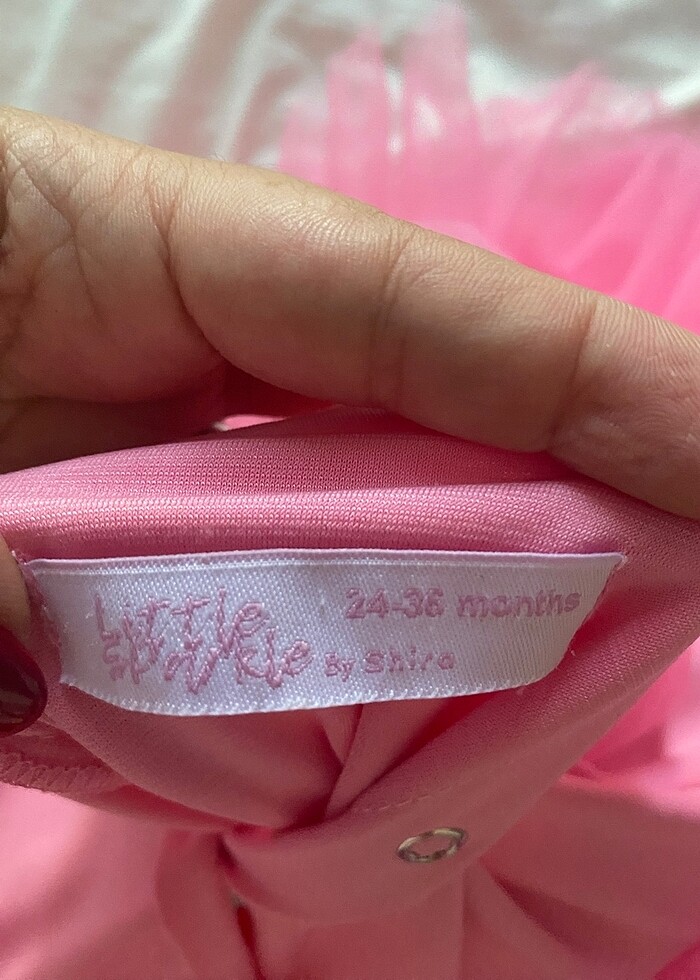 Little
Sparkle
24-36 months
By Shira